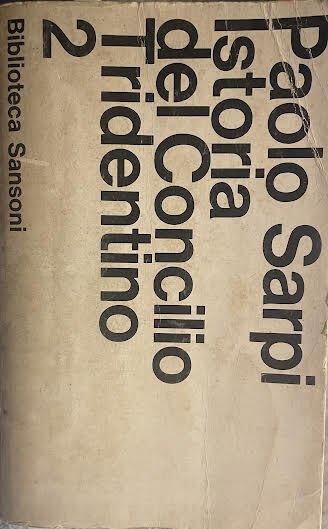 Paolo Sarpi
Istoria
del Concilio
Tridentino
2
Biblioteca Sansoni